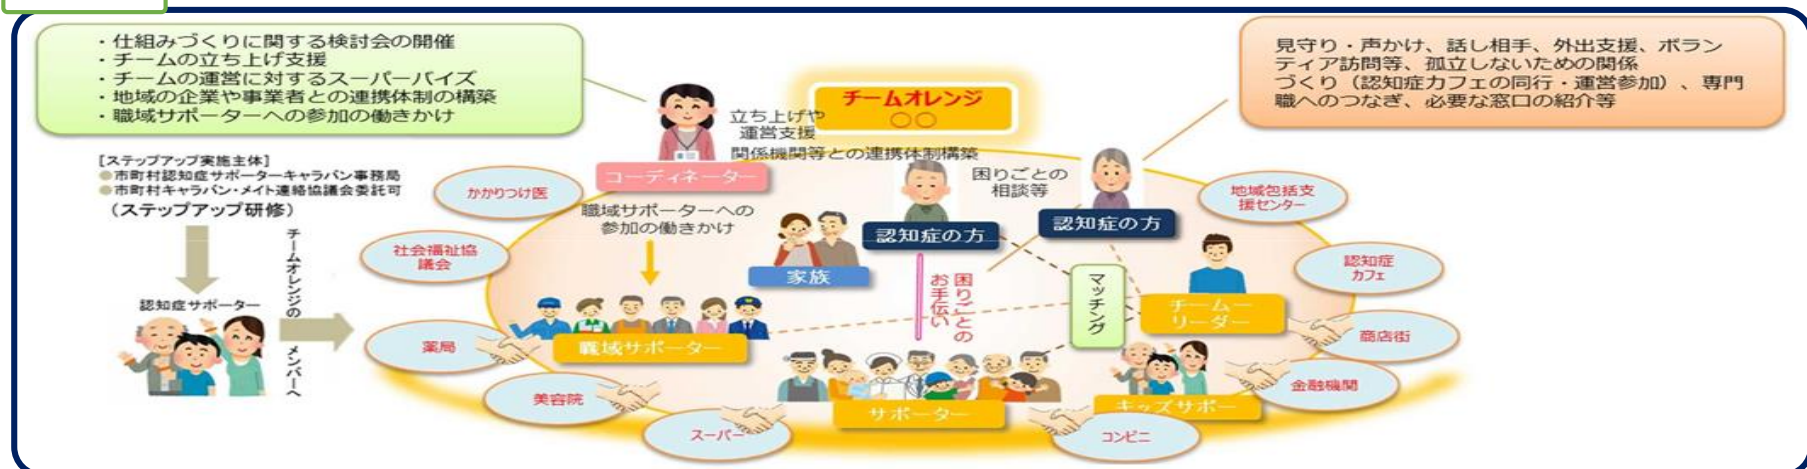 ・仕組みづくりに関する検討会の開催
・チームの立ち上げ支援
・チームの運営に対するスーパーバイズ
・地域の企業や事業者との連携体制の構築
・職域サポーターへの参加の働きかけ
チームオレンジ
〇〇
見守り・声かけ、話し相手、外出支援、ボラン
ティア訪問等、孤立しないための関係
づくり（認知症カフェの同行・運営参加）、専門
職へのつなぎ、必要な窓口の紹介等
立ち上げや
運営支援
関係機関等との連携体制構築
コーディネーター
[ステップアップ実施主体]
●市町村認知症サポーターキャラバン事務局
●市町村キャラバン・メイト連絡協議会委託可
（ステップアップ研修）
認知症サポーター
チームオレンジの
メンバーへ
かかりつけ医
社会福祉協
議会
薬局
美容院
スーパー
職域サポーターへの
参加の働きかけ
職域サポーター
家族
認知症の方
困りごとの
相談等
認知症の方
困りごとの
お手伝い
マッチング
チームー
リーダー
サポーター
キッズサポー
地域包括支
援センター
認知症
カフェ
商店街
金融機関
コンビニ